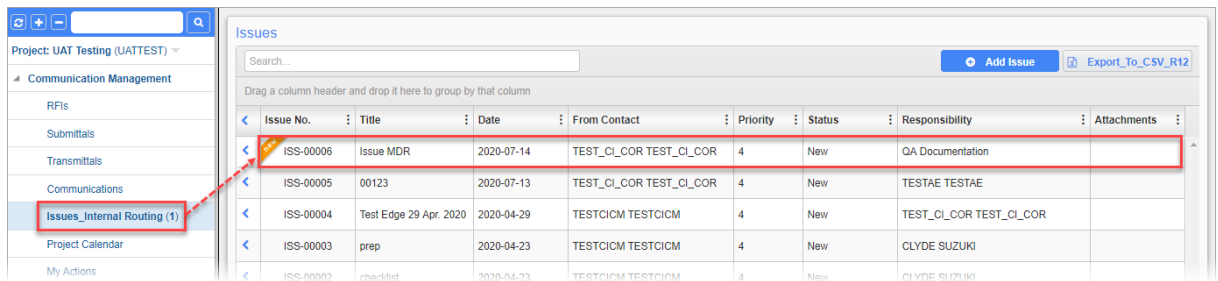 Project: UAT Testing (UATTEST)
Communication Management
RFIs
Submittals
Transmittals
Communications
Issues_Internal Routing (1)
Project Calendar
My Actions
Issues
Search...
Add Issue
Export_To_CSV_R12
Drag a column header and drop it here to group by that column
Issue No. Title Date From Contact Priority Status Responsibility Attachments
new ISS-00006 Issue MDR 2020-07-14 TEST_CI_COR TEST_CI_COR 4 New QA Documentation
ISS-00005 00123 2020-07-13 TEST_CI_COR TEST_CI_COR 4 New TESTAE TESTAE
ISS-00004 Test Edge 29 Apr. 2020 2020-04-29 TESTCICM TESTCICM 4 New TEST_CI_COR TEST_CI_COR
ISS-00003 prep 2020-04-23 TESTCICM TESTCICM 4 New CLYDE SUZUKI
ISS-00002 checklist 2020-04-23 TESTCICM TESTCICM 4 New CLYDE SUZUKI